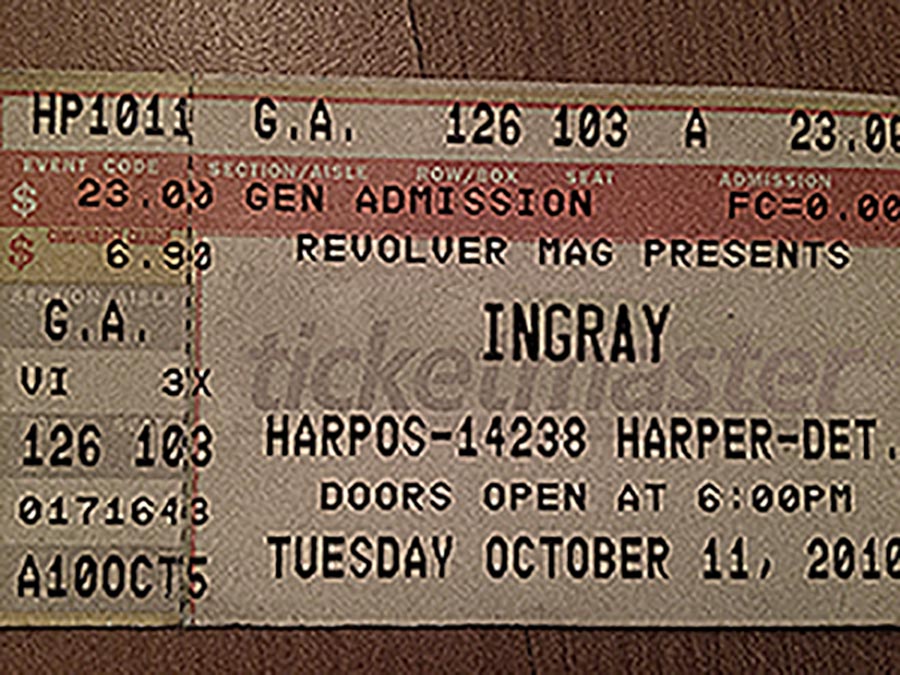 HP1011 G.A. 126 103 A 23.00
EVENT CODE SECTION/AISLE ROW/BOX SEAT ADMISSION
$ 23.00 GEN ADMISSION FC=0.00
$ 6.90 REVOLVER MAG PRESENTS
SECTION/AISLE
G.A. INGRAY
ticketmaster
VI 3X
126 103 HARPOS-14238 HARPER-DET.
0171643 DOORS OPEN AT 6:00PM
A10OCT5 TUESDAY OCTOBER 11, 2010